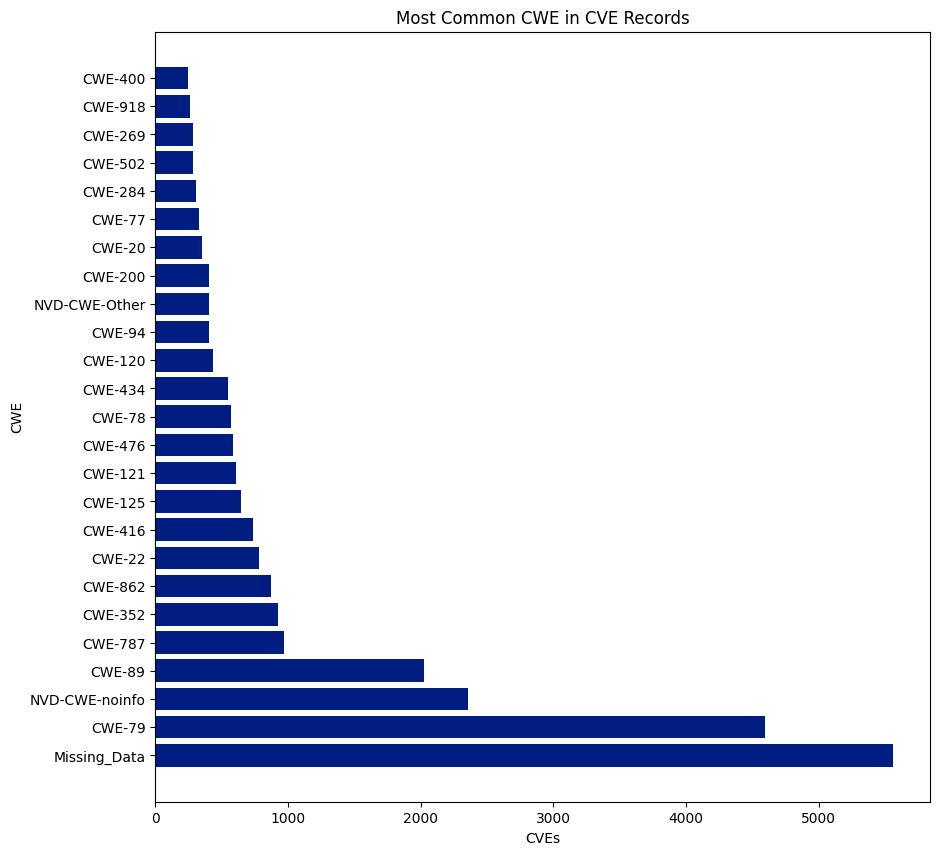 Most Common CWE in CVE Records
CWE
CWE-400
CWE-918
CWE-269
CWE-502
CWE-284
CWE-77
CWE-20
CWE-200
NVD-CWE-Other
CWE-94
CWE-120
CWE-434
CWE-78
CWE-476
CWE-121
CWE-125
CWE-416
CWE-22
CWE-862
CWE-352
CWE-787
CWE-89
NVD-CWE-noinfo
CWE-79
Missing_Data
0 1000 2000 3000 4000 5000
CVEs